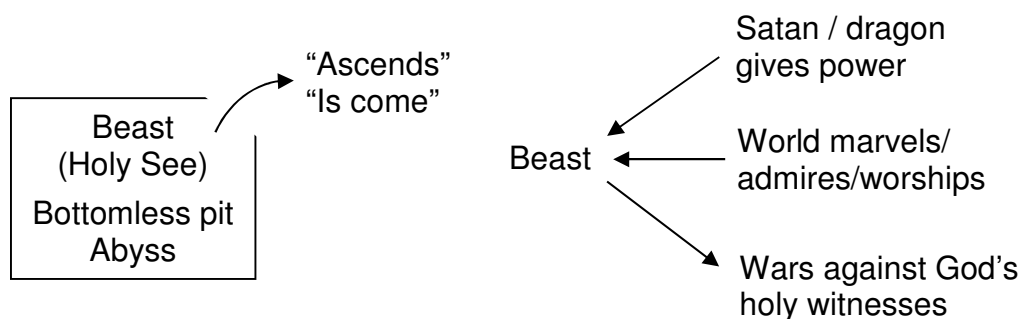 “Ascends”
“Is come”
Beast
(Holy See)
Bottomless pit
Abyss
Satan / dragon
gives power
Beast
World marvels/
admires/worships
Wars against God’s
holy witnesses